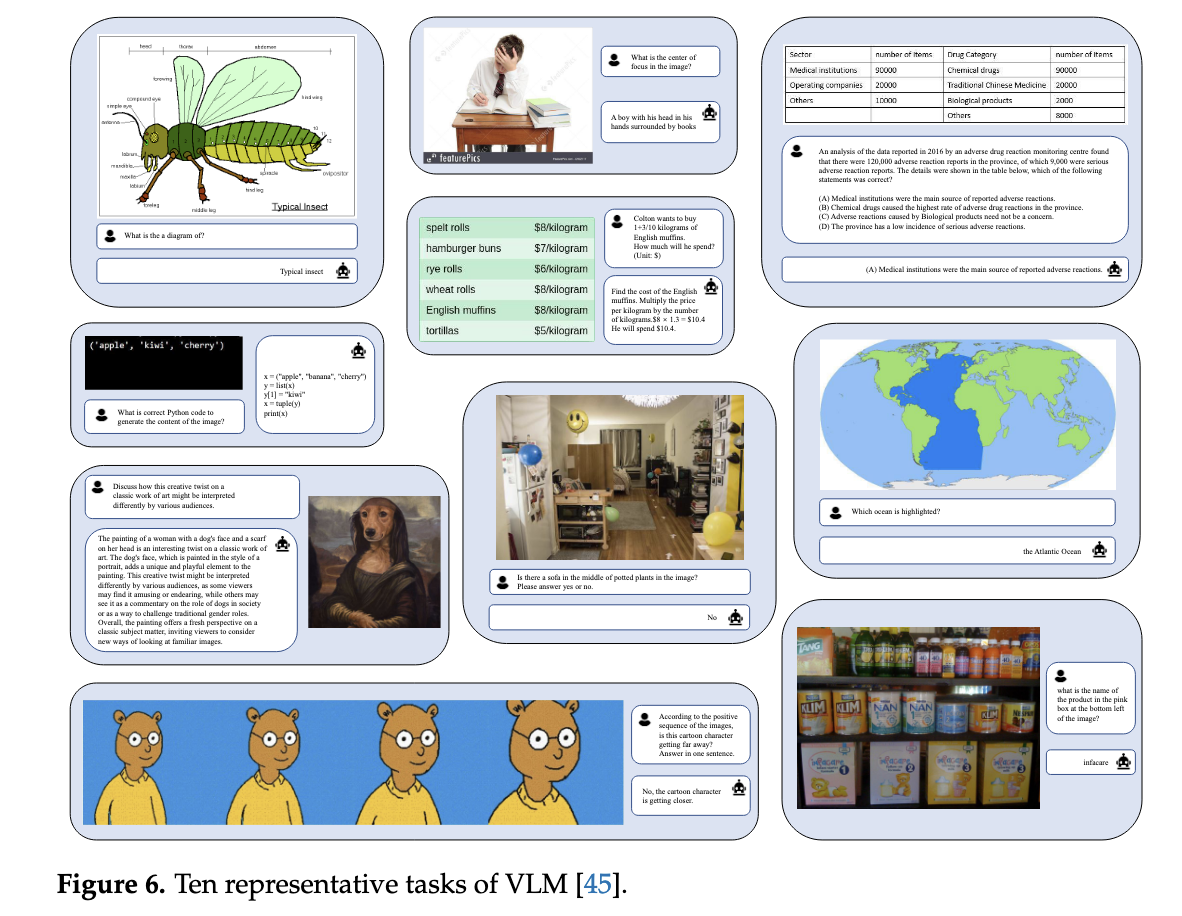 head thorax abdomen
forewing
hind wing
compound eye
simple eye
antenna
labrum
mandible
maxilla
labium
foreleg
middle leg
hind leg
spiracle
ovipositor
10
11
12
Typical Insect
What is the a diagram of?
Typical insect
featurePics
What is the center of
focus in the image?
A boy with his head in his
hands surrounded by books
Sector number of items Drug Category number of items
Medical institutions 90000 Chemical drugs 90000
Operating companies 20000 Traditional Chinese Medicine 20000
Others 10000 Biological products 2000
Others 8000
An analysis of the data reported in 2016 by an adverse drug reaction monitoring centre found
that there were 120,000 adverse reaction reports in the province, of which 9,000 were serious
adverse reaction reports. The details were shown in the table below, which of the following
statements was correct?
(A) Medical institutions were the main source of reported adverse reactions.
(B) Chemical drugs caused the highest rate of adverse drug reactions in the province.
(C) Adverse reactions caused by Biological products need not be a concern.
(D) The province has a low incidence of serious adverse reactions.
(A) Medical institutions were the main source of reported adverse reactions.
spelt rolls $8/kilogram
hamburger buns $7/kilogram
rye rolls $6/kilogram
wheat rolls $8/kilogram
English muffins $8/kilogram
tortillas $5/kilogram
Colton wants to buy
1+3/10 kilograms of
English muffins.
How much will he spend?
(Unit: $)
Find the cost of the English
muffins. Multiply the price
per kilogram by the number
of kilograms.$8 × 1.3 = $10.4
He will spend $10.4.
('apple', 'kiwi', 'cherry')
What is correct Python code to
generate the content of the image?
x = ("apple", "banana", "cherry")
y = list(x)
y[1] = "kiwi"
x = tuple(y)
print(x)
Which ocean is highlighted?
the Atlantic Ocean
Discuss how this creative twist on a
classic work of art might be interpreted
differently by various audiences.
The painting of a woman with a dog's face and a scarf
on her head is an interesting twist on a classic work of
art. The dog's face, which is painted in the style of a
portrait, adds a unique and playful element to the
painting. This creative twist might be interpreted
differently by various audiences, as some viewers
may find it amusing or endearing, while others may
see it as a commentary on the role of dogs in society
or as a way to challenge traditional gender roles.
Overall, the painting offers a fresh perspective on a
classic subject matter, inviting viewers to consider
new ways of looking at familiar images.
Is there a sofa in the middle of potted plants in the image?
Please answer yes or no.
No
According to the positive
sequence of the images,
is this cartoon character
getting far away?
Answer in one sentence.
No, the cartoon character
is getting closer.
TANG
KLIM KLIM NAN NAN KLIM
1 2 3 3
what is the name of
the product in the pink
box at the bottom left
of the image?
infacare
Figure 6. Ten representative tasks of VLM [45].